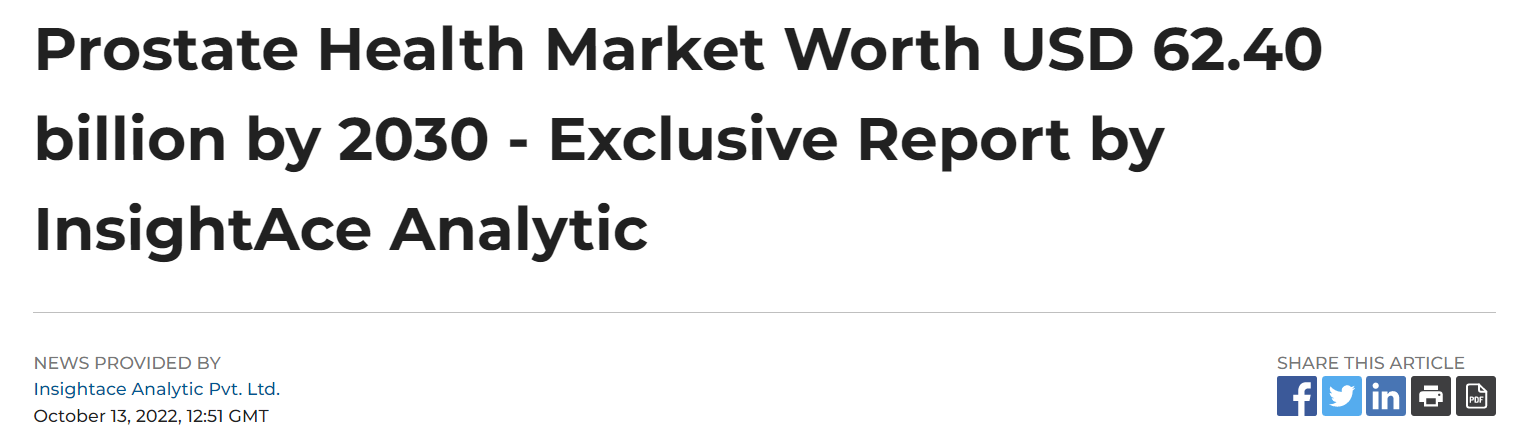 Prostate Health Market Worth USD 62.40
billion by 2030 - Exclusive Report by
InsightAce Analytic
NEWS PROVIDED BY
Insightace Analytic Pvt. Ltd.
October 13, 2022, 12:51 GMT
SHARE THIS ARTICLE
PDF